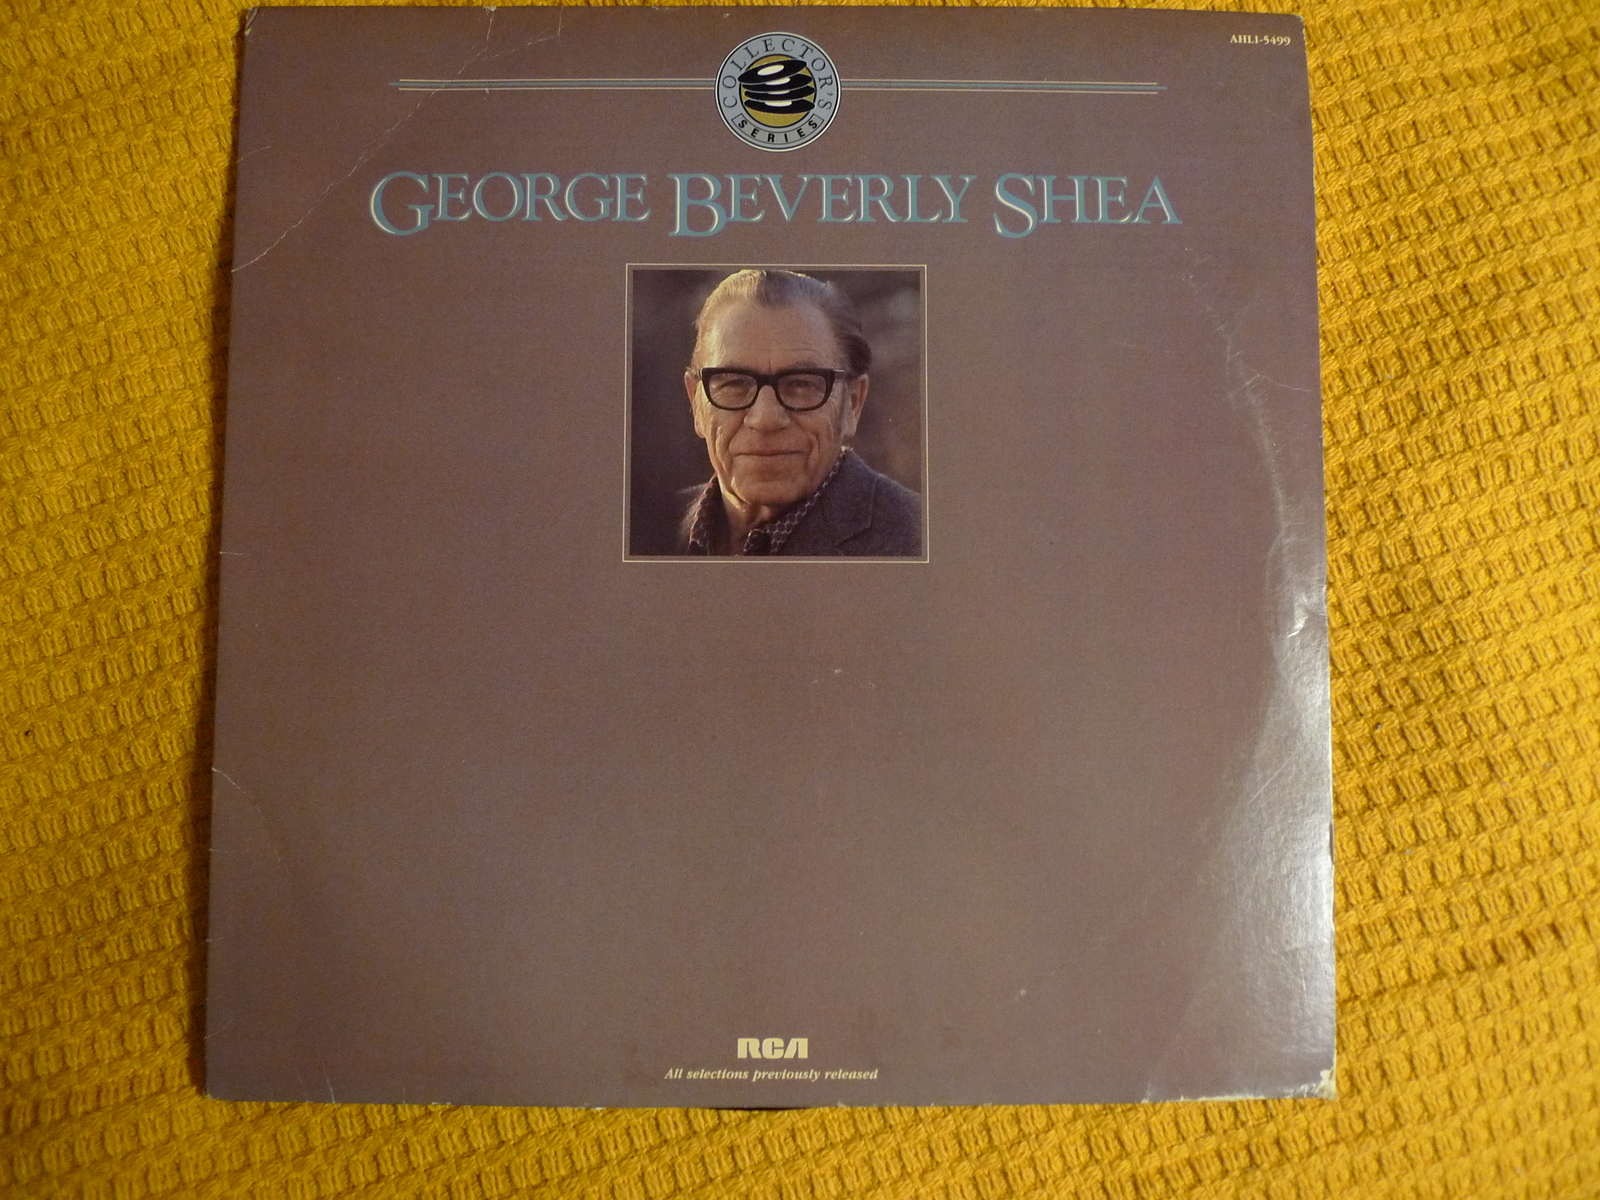 AHL1-5499
COLLECTOR'S
SERIES
GEORGE BEVERLY SHEA
RCA
All selections previously released